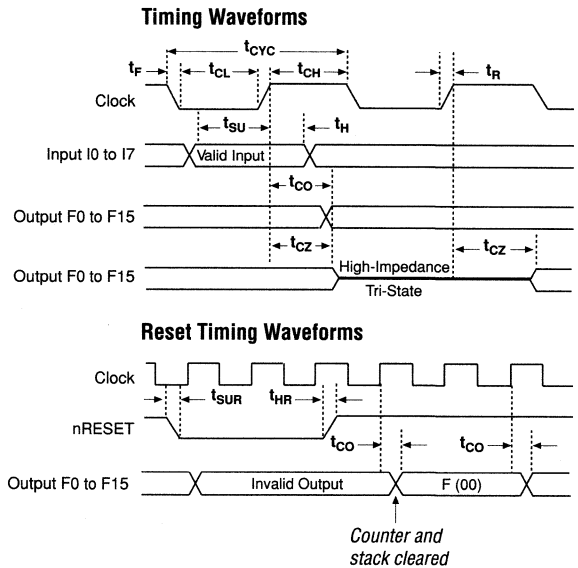 Timing Waveforms
tCYC
tF tCL tCH tR
Clock
tSU tH
Input I0 to I7 Valid Input
tCO
Output F0 to F15
tCZ tCZ
Output F0 to F15 High-Impedance
Tri-State
Reset Timing Waveforms
Clock
tSUR tHR
nRESET
tCO tCO
Output F0 to F15 Invalid Output F (00)
Counter and
stack cleared